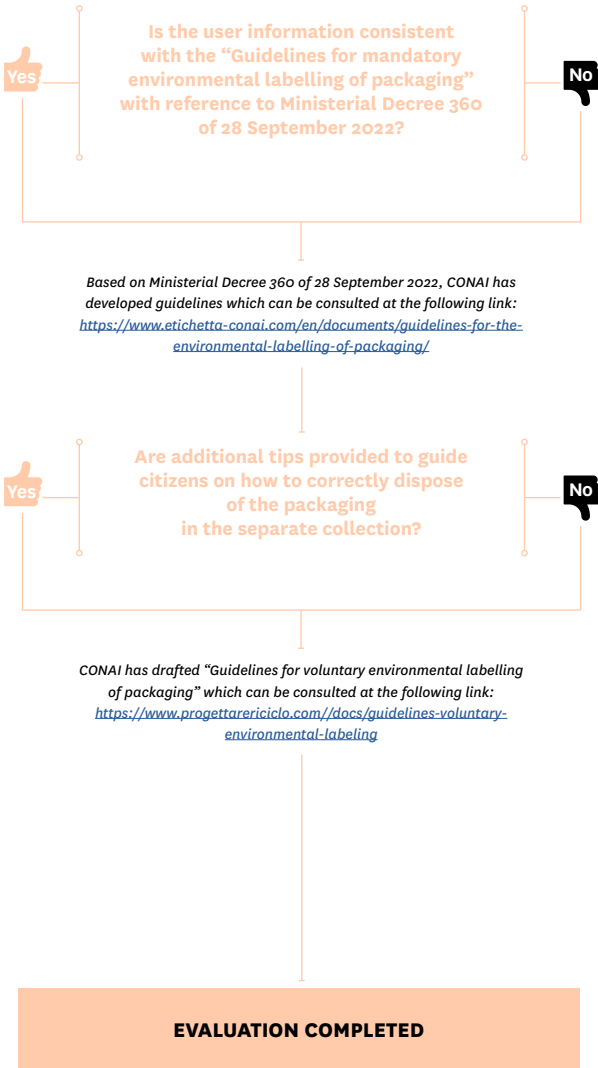 Is the user information consistent
with the “Guidelines for mandatory
environmental labelling of packaging”
with reference to Ministerial Decree 360
of 28 September 2022?
Yes
No
Based on Ministerial Decree 360 of 28 September 2022, CONAI has
developed guidelines which can be consulted at the following link:
https://www.etichetta-conai.com/en/documents/guidelines-for-the-
environmental-labelling-of-packaging/
Are additional tips provided to guide
citizens on how to correctly dispose
of the packaging
in the separate collection?
Yes
No
CONAI has drafted “Guidelines for voluntary environmental labelling
of packaging” which can be consulted at the following link:
https://www.progettarericiclo.com//docs/guidelines-voluntary-
environmental-labeling
EVALUATION COMPLETED